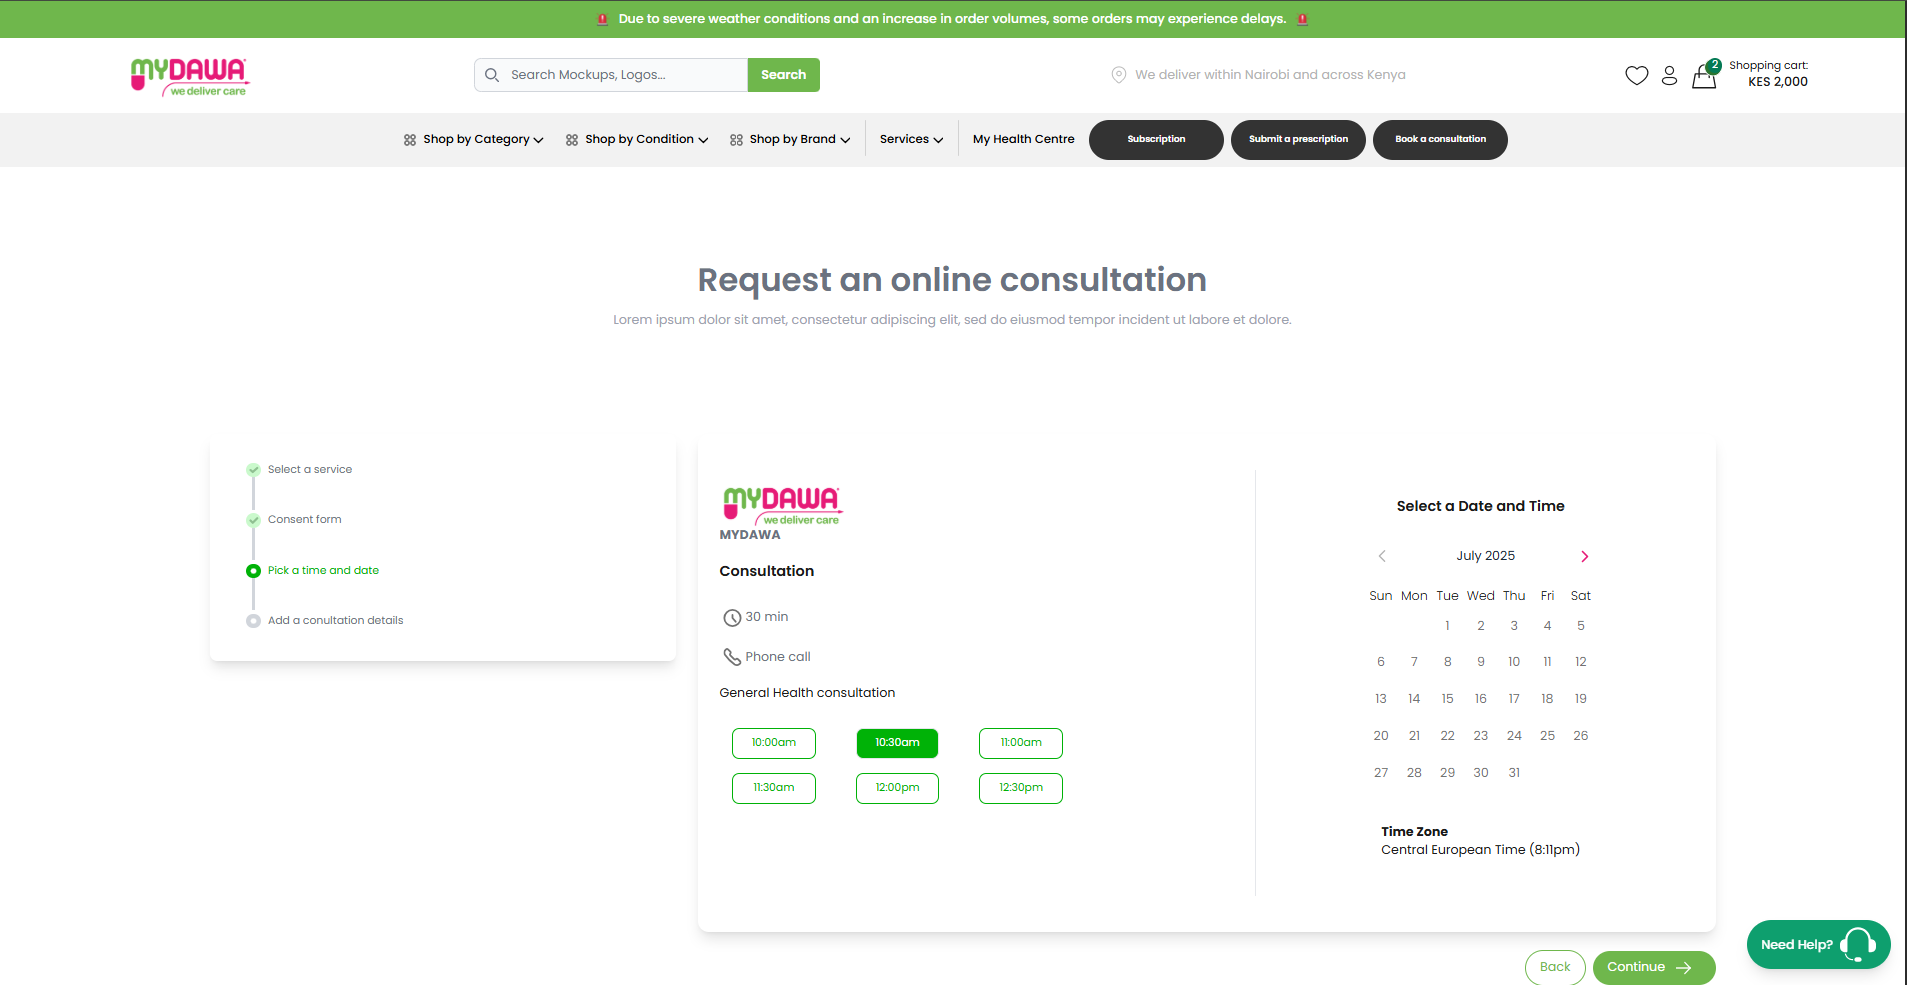 Due to severe weather conditions and an increase in order volumes, some orders may experience delays.
MYDAWA
we deliver care
Search Mockups, Logos...
Search
We deliver within Nairobi and across Kenya
2
Shopping cart:
KES 2,000
Shop by Category
Shop by Condition
Shop by Brand
Services
My Health Centre
Subscription
Submit a prescription
Book a consultation
Request an online consultation
Lorem ipsum dolor sit amet, consectetur adipiscing elit, sed do eiusmod tempor incident ut labore et dolore.
Select a service
Consent form
Pick a time and date
Add a conultation details
MYDAWA
we deliver care
MYDAWA
Consultation
30 min
Phone call
General Health consultation
10:00am 10:30am 11:00am
11:30am 12:00pm 12:30pm
Select a Date and Time
July 2025
Sun Mon Tue Wed Thu Fri Sat
1 2 3 4 5
6 7 8 9 10 11 12
13 14 15 16 17 18 19
20 21 22 23 24 25 26
27 28 29 30 31
Time Zone
Central European Time (8:11pm)
Need Help?
Back
Continue